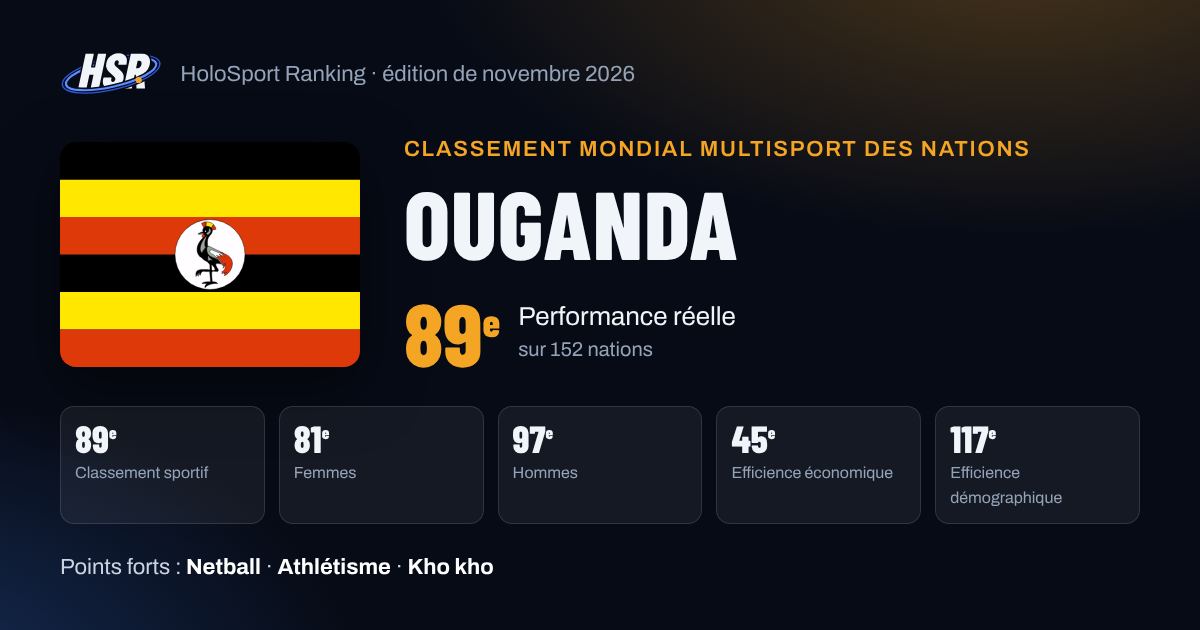 HSR
HoloSport Ranking · édition de novembre 2026
CLASSEMENT MONDIAL MULTISPORT DES NATIONS
OUGANDA
89e Performance réelle
sur 152 nations
89e
Classement sportif
81e
Femmes
97e
Hommes
45e
Efficience économique
117e
Efficience
démographique
Points forts : Netball · Athlétisme · Kho kho